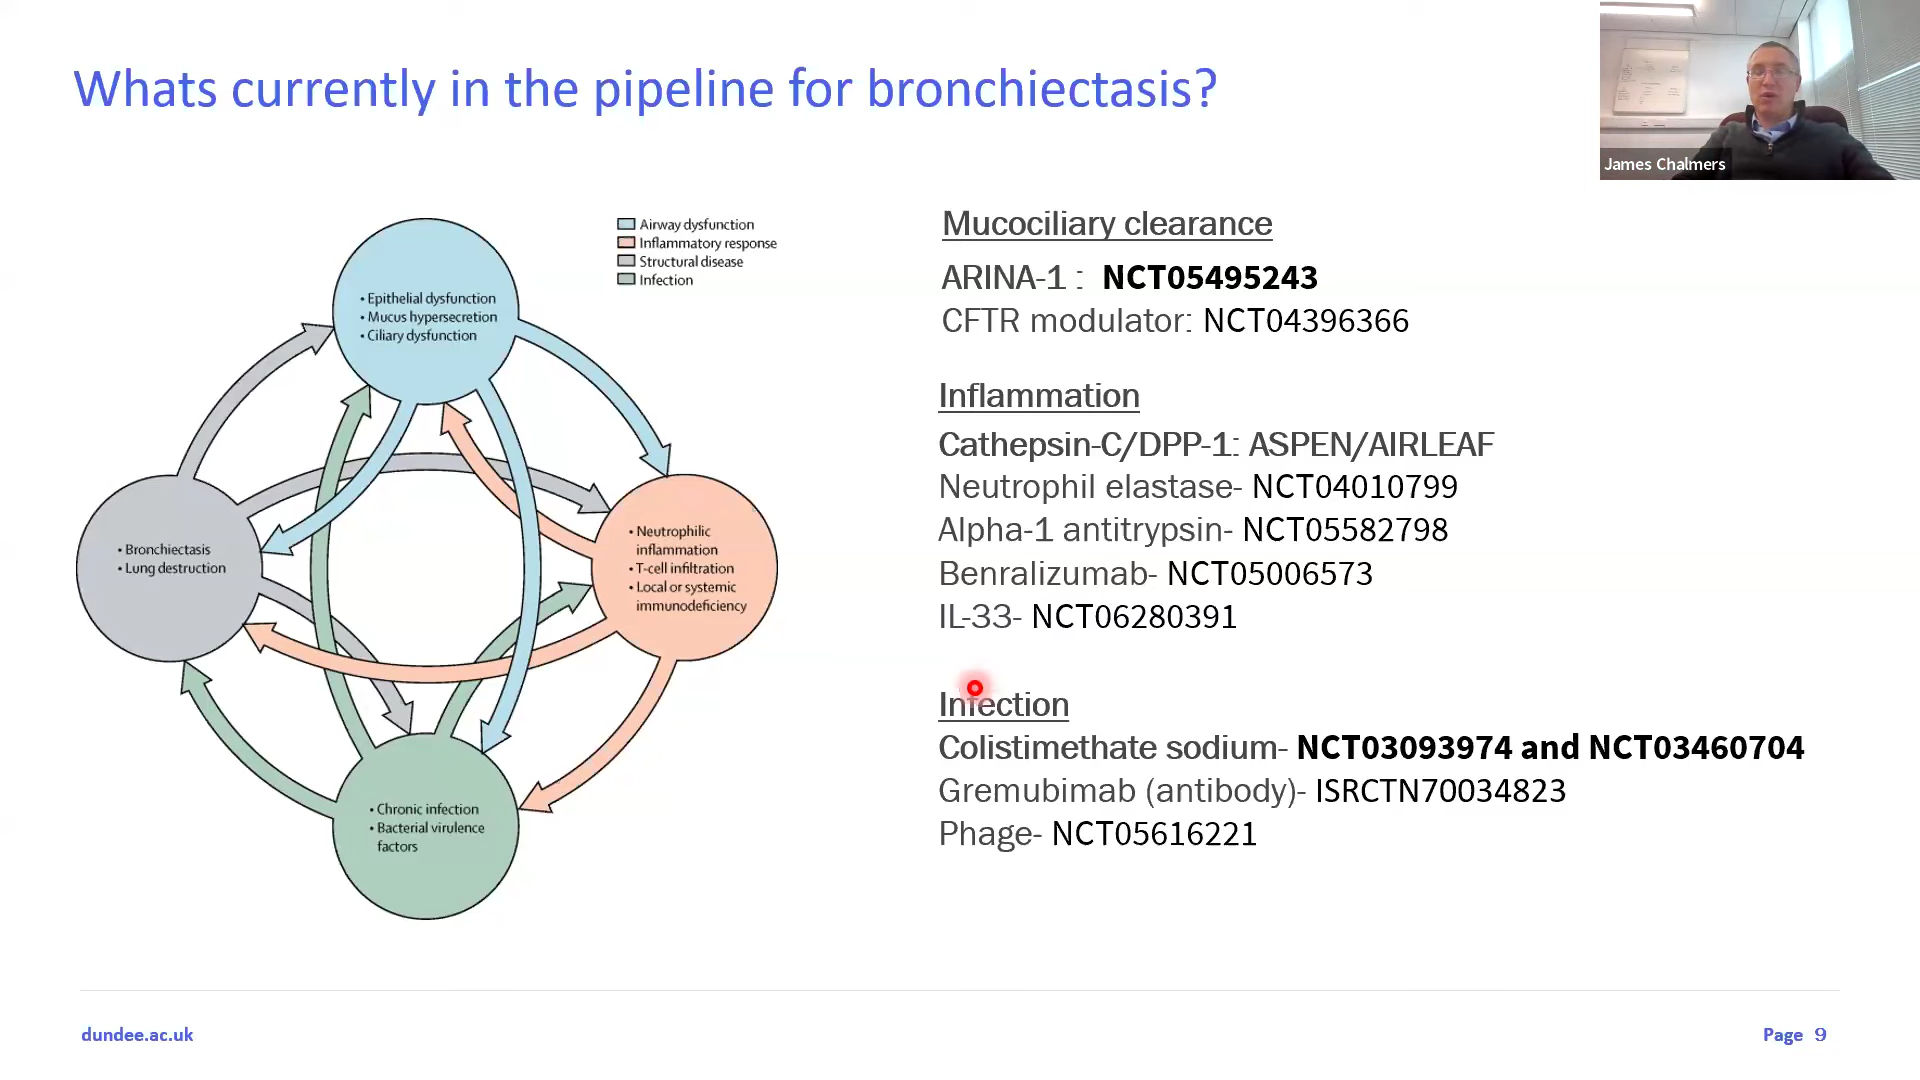 Whats currently in the pipeline for bronchiectasis?
James Chalmers
Airway dysfunction
Inflammatory response
Structural disease
Infection
• Epithelial dysfunction
• Mucus hypersecretion
• Ciliary dysfunction
• Bronchiectasis
• Lung destruction
• Neutrophilic
inflammation
• T-cell infiltration
• Local or systemic
immunodeficiency
• Chronic infection
• Bacterial virulence
factors
Mucociliary clearance
ARINA-1 : NCT05495243
CFTR modulator: NCT04396366
Inflammation
Cathepsin-C/DPP-1: ASPEN/AIRLEAF
Neutrophil elastase- NCT04010799
Alpha-1 antitrypsin- NCT05582798
Benralizumab- NCT05006573
IL-33- NCT06280391
Infection
Colistimethate sodium- NCT03093974 and NCT03460704
Gremubimab (antibody)- ISRCTN70034823
Phage- NCT05616221
dundee.ac.uk
Page 9